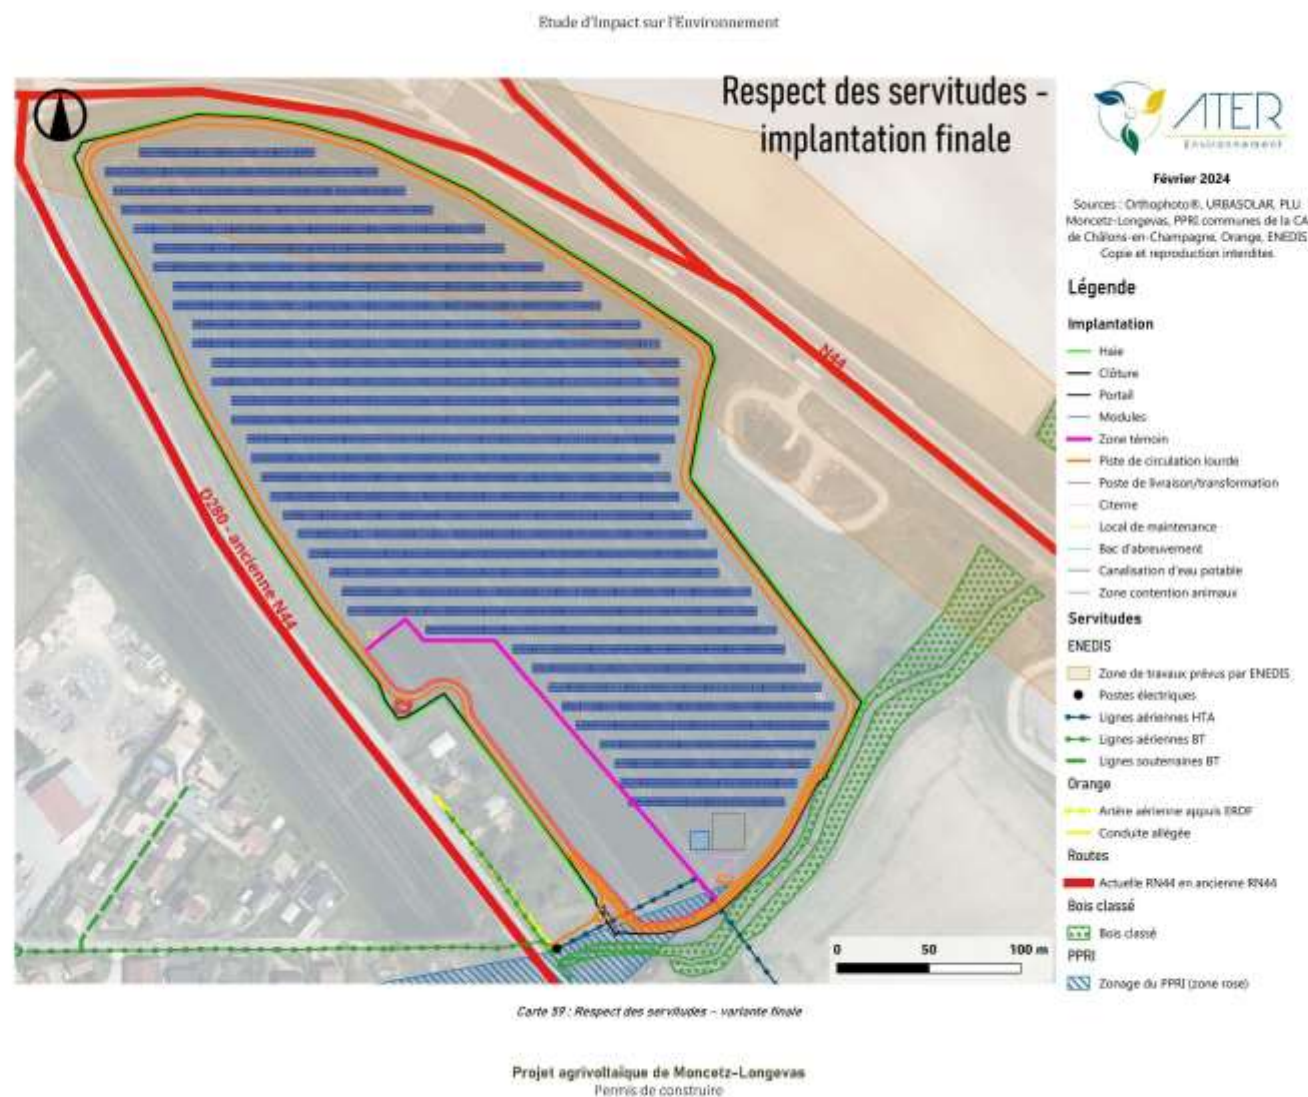 Etude d'Impact sur l'Environnement
Respect des servitudes -
implantation finale
ATER
Environnement
Février 2024
Sources : Orthophoto®, URBASOLAR, PLU
Moncetz-Longevas, PPRI communes de la CA
de Châlons-en-Champagne, Orange, ENEDIS
Copie et reproduction interdites
Légende
Implantation
Haie
Clôture
Portail
Modules
Zone témoin
Piste de circulation lourde
Poste de livraison/transformation
Citerne
Local de maintenance
Bac d'abreuvement
Canalisation d'eau potable
Zone contention animaux
Servitudes
ENEDIS
Zone de travaux prévus par ENEDIS
Postes électriques
Lignes aériennes HTA
Lignes aériennes BT
Lignes souterraines BT
Orange
Artère aérienne appuis ERDF
Conduite allégée
Routes
Actuelle RN44 en ancienne RN44
Bois classé
Bois classé
PPRI
Zonage du PPRI (zone rose)
N44
D280 - ancienne N44
0 50 100 m
Carte 59 : Respect des servitudes – variante finale
Projet agrivoltaïque de Moncetz-Longevas
Permis de construire